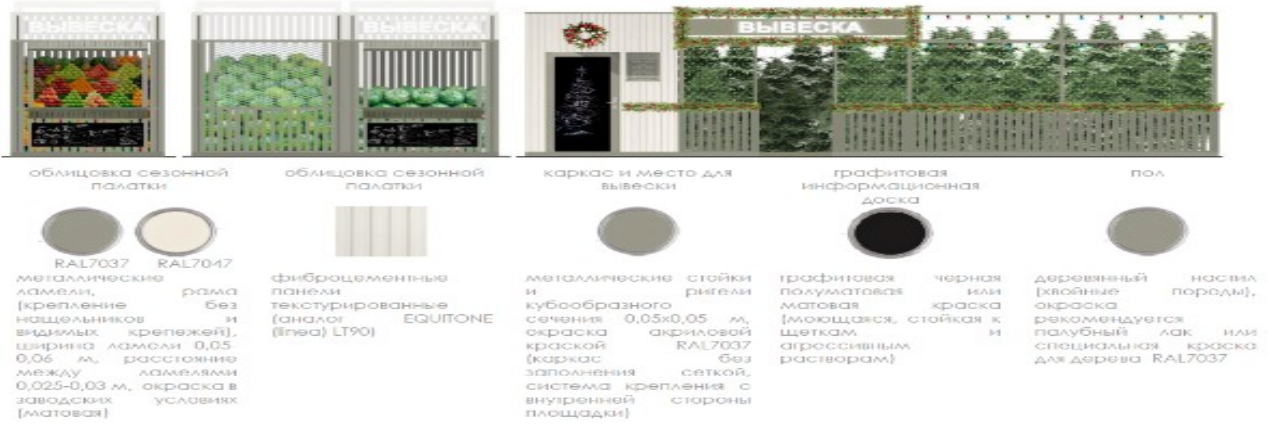 ВЫВЕСКА
ВЫВЕСКА
ВЫВЕСКА
облицовка сезонной
палатки
облицовка сезонной
палатки
каркас и место для
вывески
графитовая
информационная
доска
пол
RAL7037 RAL7047
металлические
ламели, рама
(крепление без
нащельников и
видимых крепежей),
ширина ламели 0,05-
0,06 м, расстояние
между ламелями
0,025-0,03 м, окраска в
заводских условиях
(матовая)
фиброцементные
панели
текстурированные
(аналог EQUITONE
(linea) LT90)
металлические стойки
и ригели
кубообразного
сечения 0,05х0,05 м,
окраска акриловой
краской RAL7037
(каркас без
заполнения сеткой,
система крепления с
внутренней стороны
площадки)
графитовая черная
полуматовая или
матовая краска
(моющаяся, стойкая к
щеткам и
агрессивным
растворам)
деревянный настил
(хвойные породы),
окраска
рекомендуется
палубный лак или
специальная краска
для дерева RAL7037